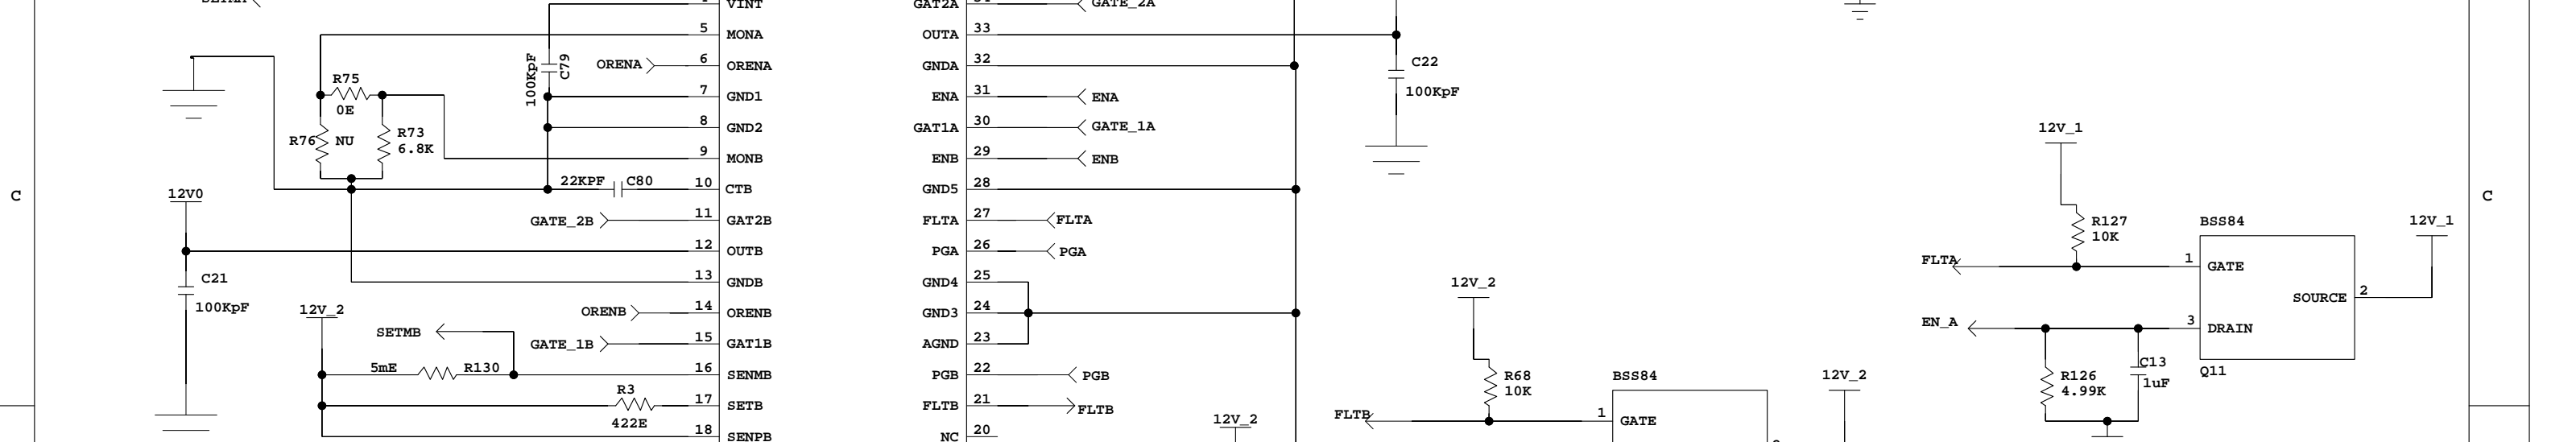 VINT
GAT2A
GATE_2A
5
MONA
OUTA
33
100KpF
C79
ORENA
6
ORENA
GNDA
32
C22
100KpF
R75
0E
7
GND1
ENA
31
ENA
R76
NU
R73
6.8K
8
GND2
GAT1A
30
GATE_1A
12V_1
9
MONB
ENB
29
ENB
C
12V0
22KPF
C80
10
CTB
GND5
28
C
GATE_2B
11
GAT2B
FLTA
27
FLTA
R127
10K
BSS84
12V_1
12
OUTB
PGA
26
PGA
C21
100KpF
13
GNDB
GND4
25
12V_2
FLTA
1
GATE
SOURCE
2
12V_2
ORENB
14
ORENB
GND3
24
SETMB
EN_A
3
DRAIN
GATE_1B
15
GAT1B
AGND
23
5mE
R130
16
SENMB
PGB
22
PGB
R68
10K
BSS84
12V_2
R126
4.99K
C13
1uF
Q11
R3
422E
17
SETB
FLTB
21
FLTB
12V_2
FLTB
1
GATE
18
SENPB
NC
20